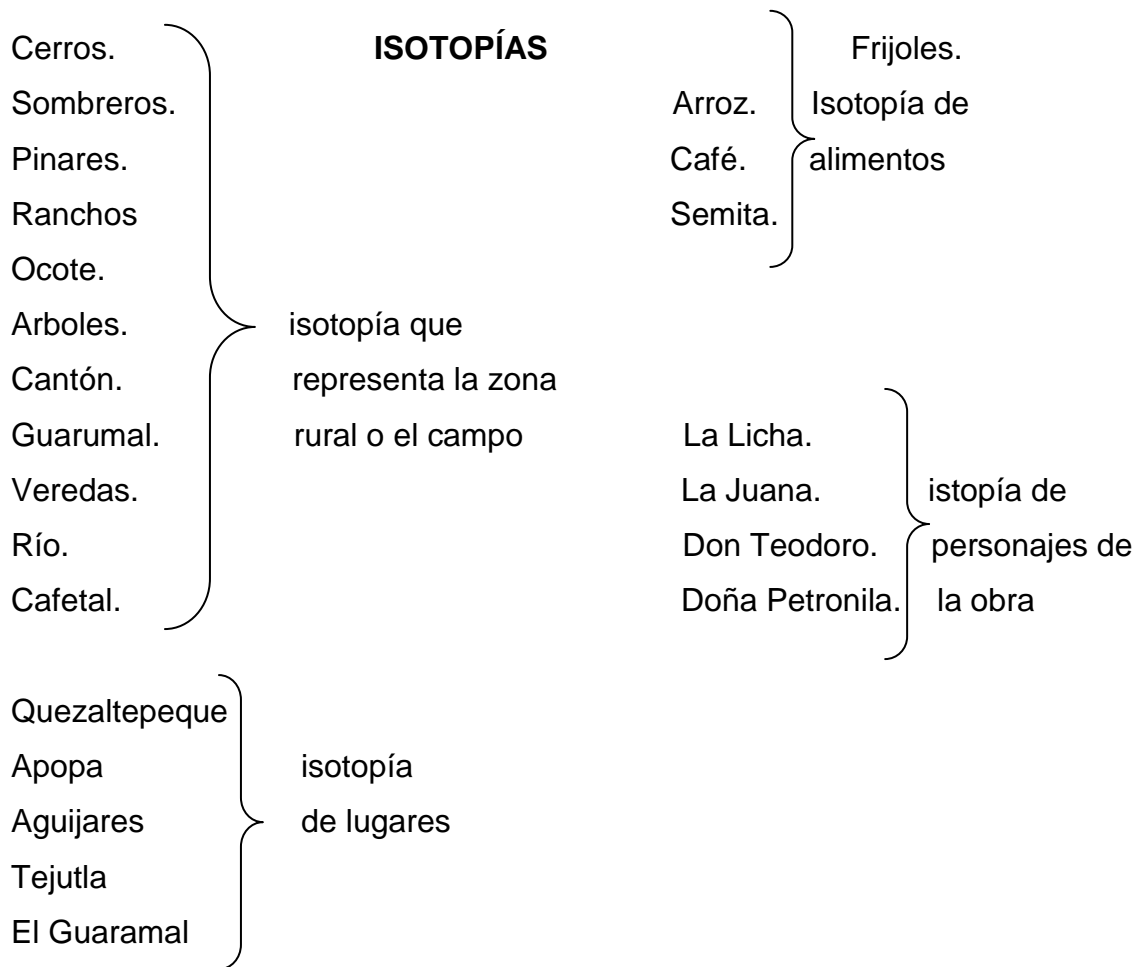 ISOTOPÍAS
Cerros.
Sombreros.
Pinares.
Ranchos
Ocote.
Arboles.
Cantón.
Guarumal.
Veredas.
Río.
Cafetal.
isotopía que
representa la zona
rural o el campo
Frijoles.
Arroz.
Café.
Semita.
Isotopía de
alimentos
La Licha.
La Juana.
Don Teodoro.
Doña Petronila.
istopía de
personajes de
la obra
Quezaltepeque
Apopa
Aguijares
Tejutla
El Guaramal
isotopía
de lugares